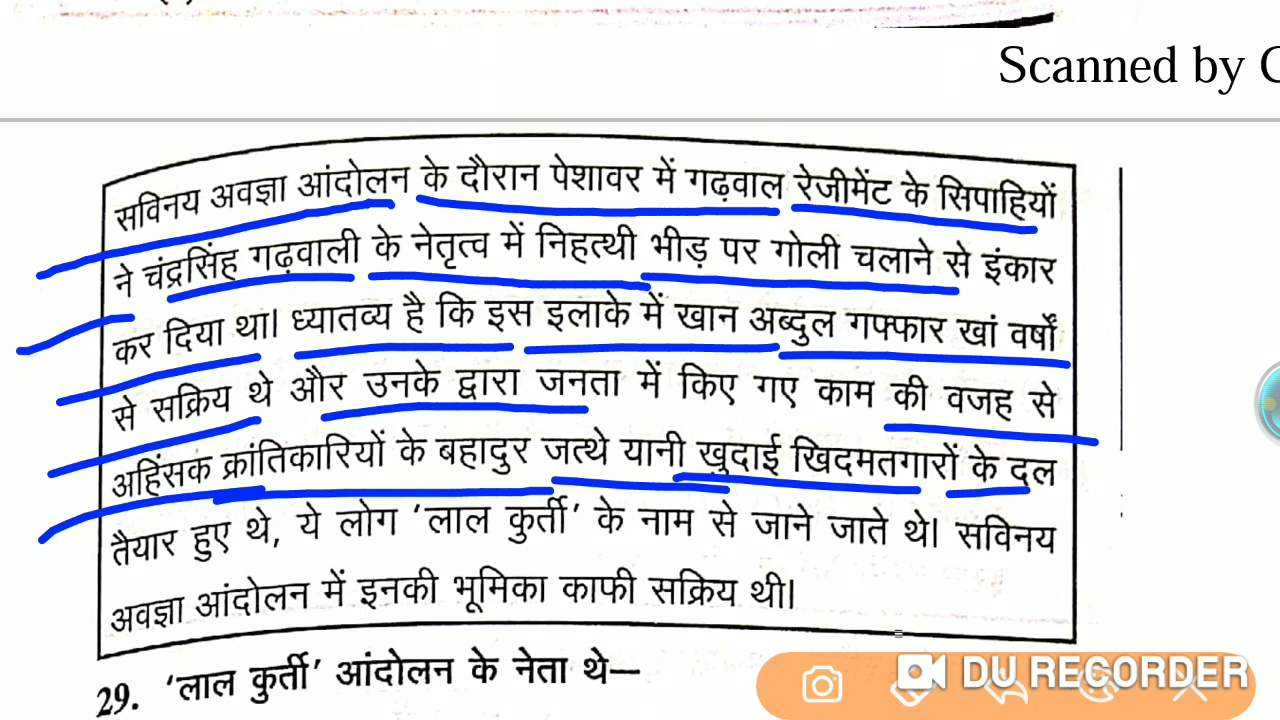 Scanned by C
सविनय अवज्ञा आंदोलन के दौरान पेशावर में गढ़वाल रेजीमेंट के सिपाहियों
ने चंद्रसिंह गढ़वाली के नेतृत्व में निहत्थी भीड़ पर गोली चलाने से इंकार
कर दिया था। ध्यातव्य है कि इस इलाके में खान अब्दुल गफ्फार खां वर्षों
से सक्रिय थे और उनके द्वारा जनता में किए गए काम की वजह से
अहिंसक क्रांतिकारियों के बहादुर जत्थे यानी खुदाई खिदमतगारों के दल
तैयार हुए थे, ये लोग 'लाल कुर्ती' के नाम से जाने जाते थे। सविनय
अवज्ञा आंदोलन में इनकी भूमिका काफी सक्रिय थी।
29. 'लाल कुर्ती' आंदोलन के नेता थे—
DU RECORDER